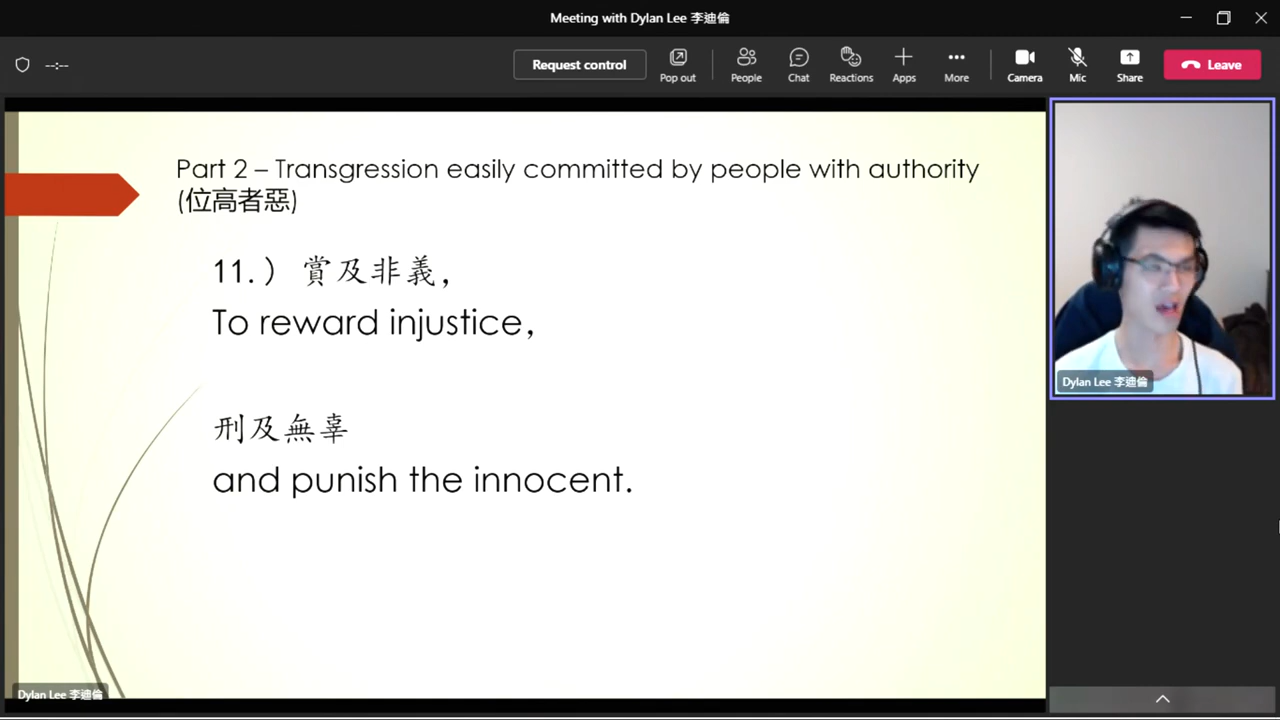 Meeting with Dylan Lee 李迪倫
--:--
Request control
Pop out
People
Chat
Reactions
Apps
More
Camera
Mic
Share
Leave
Part 2 – Transgression easily committed by people with authority
(位高者惡)
11.） 賞及非義，
To reward injustice,
刑及無辜
and punish the innocent.
Dylan Lee 李迪倫
Dylan Lee 李迪倫